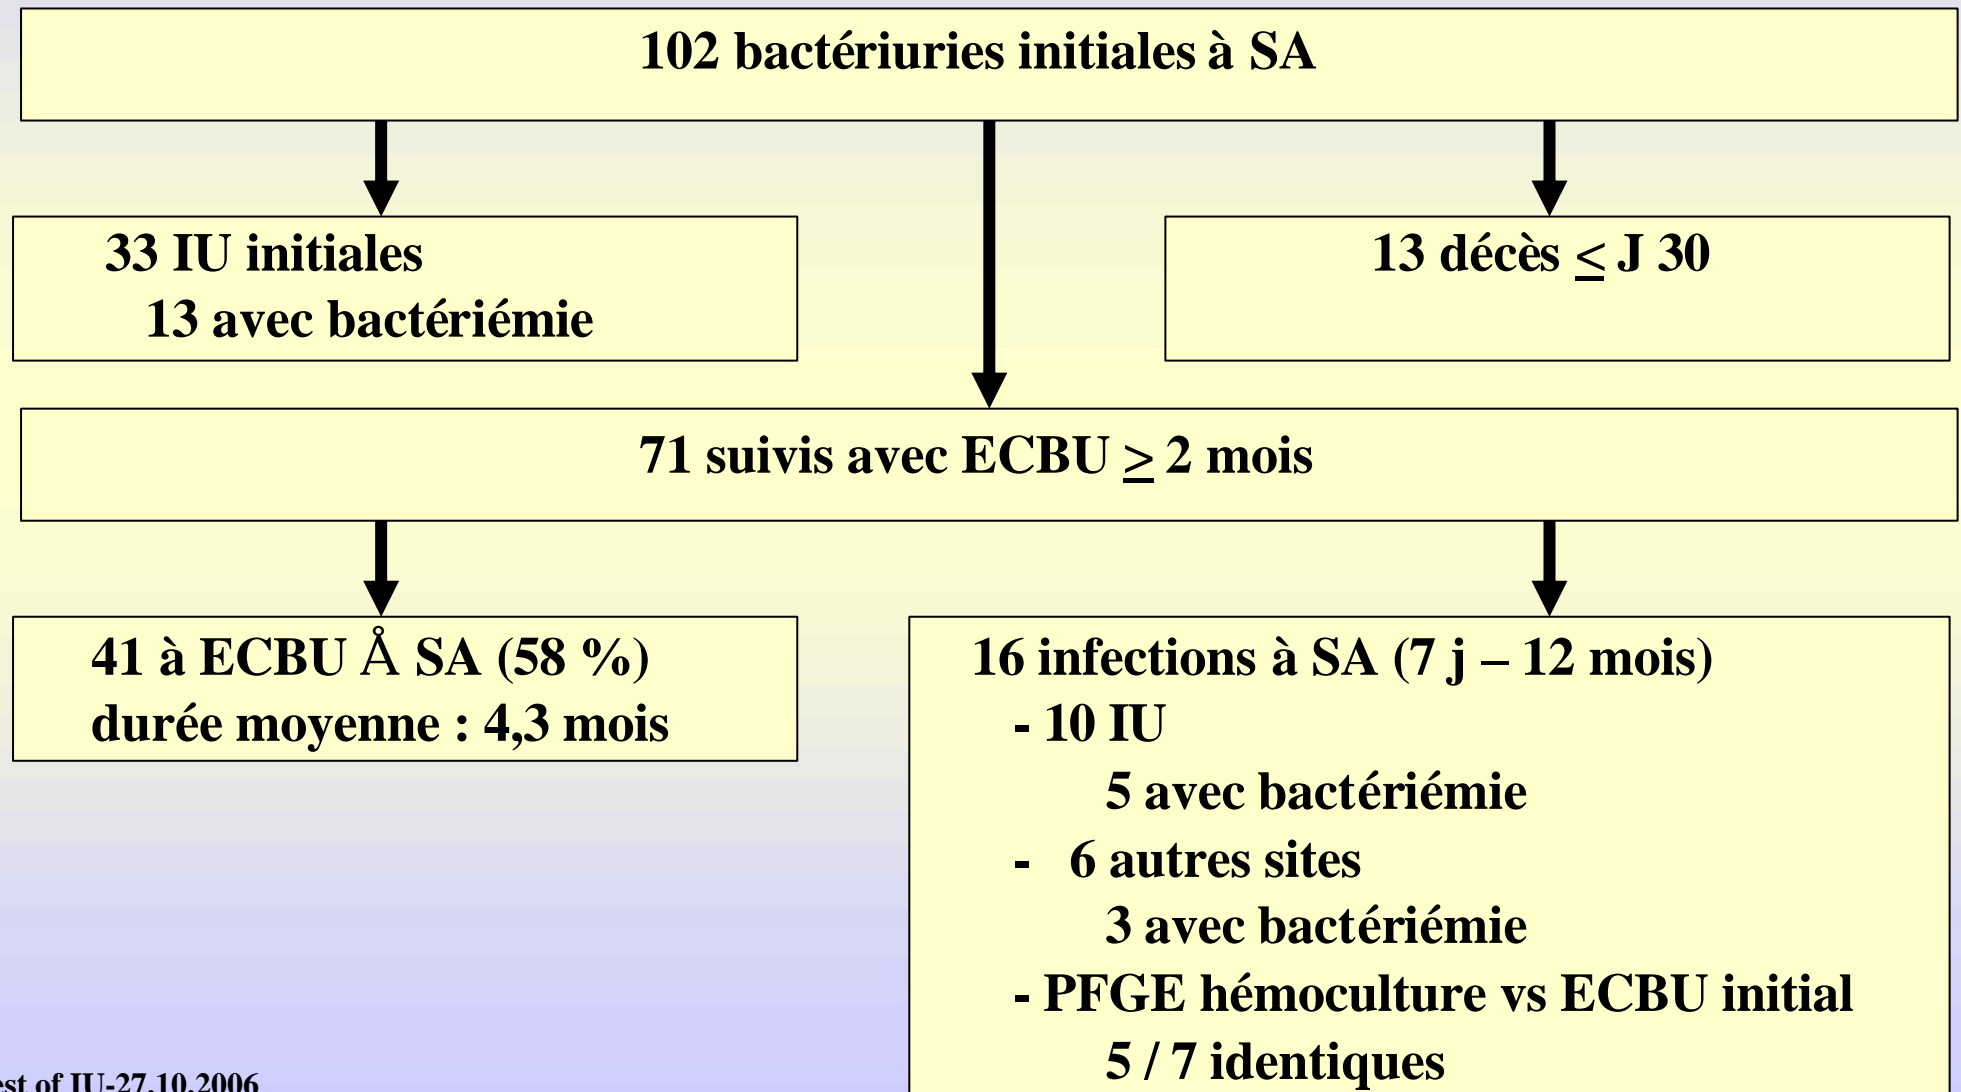 102 bactériuries initiales à SA
33 IU initiales
13 avec bactériémie
13 décès ≤ J 30
71 suivis avec ECBU ≥ 2 mois
41 à ECBU Å SA (58 %)
durée moyenne : 4,3 mois
16 infections à SA (7 j – 12 mois)
- 10 IU
5 avec bactériémie
- 6 autres sites
3 avec bactériémie
- PFGE hémoculture vs ECBU initial
5 / 7 identiques
est of IU-27.10.2006